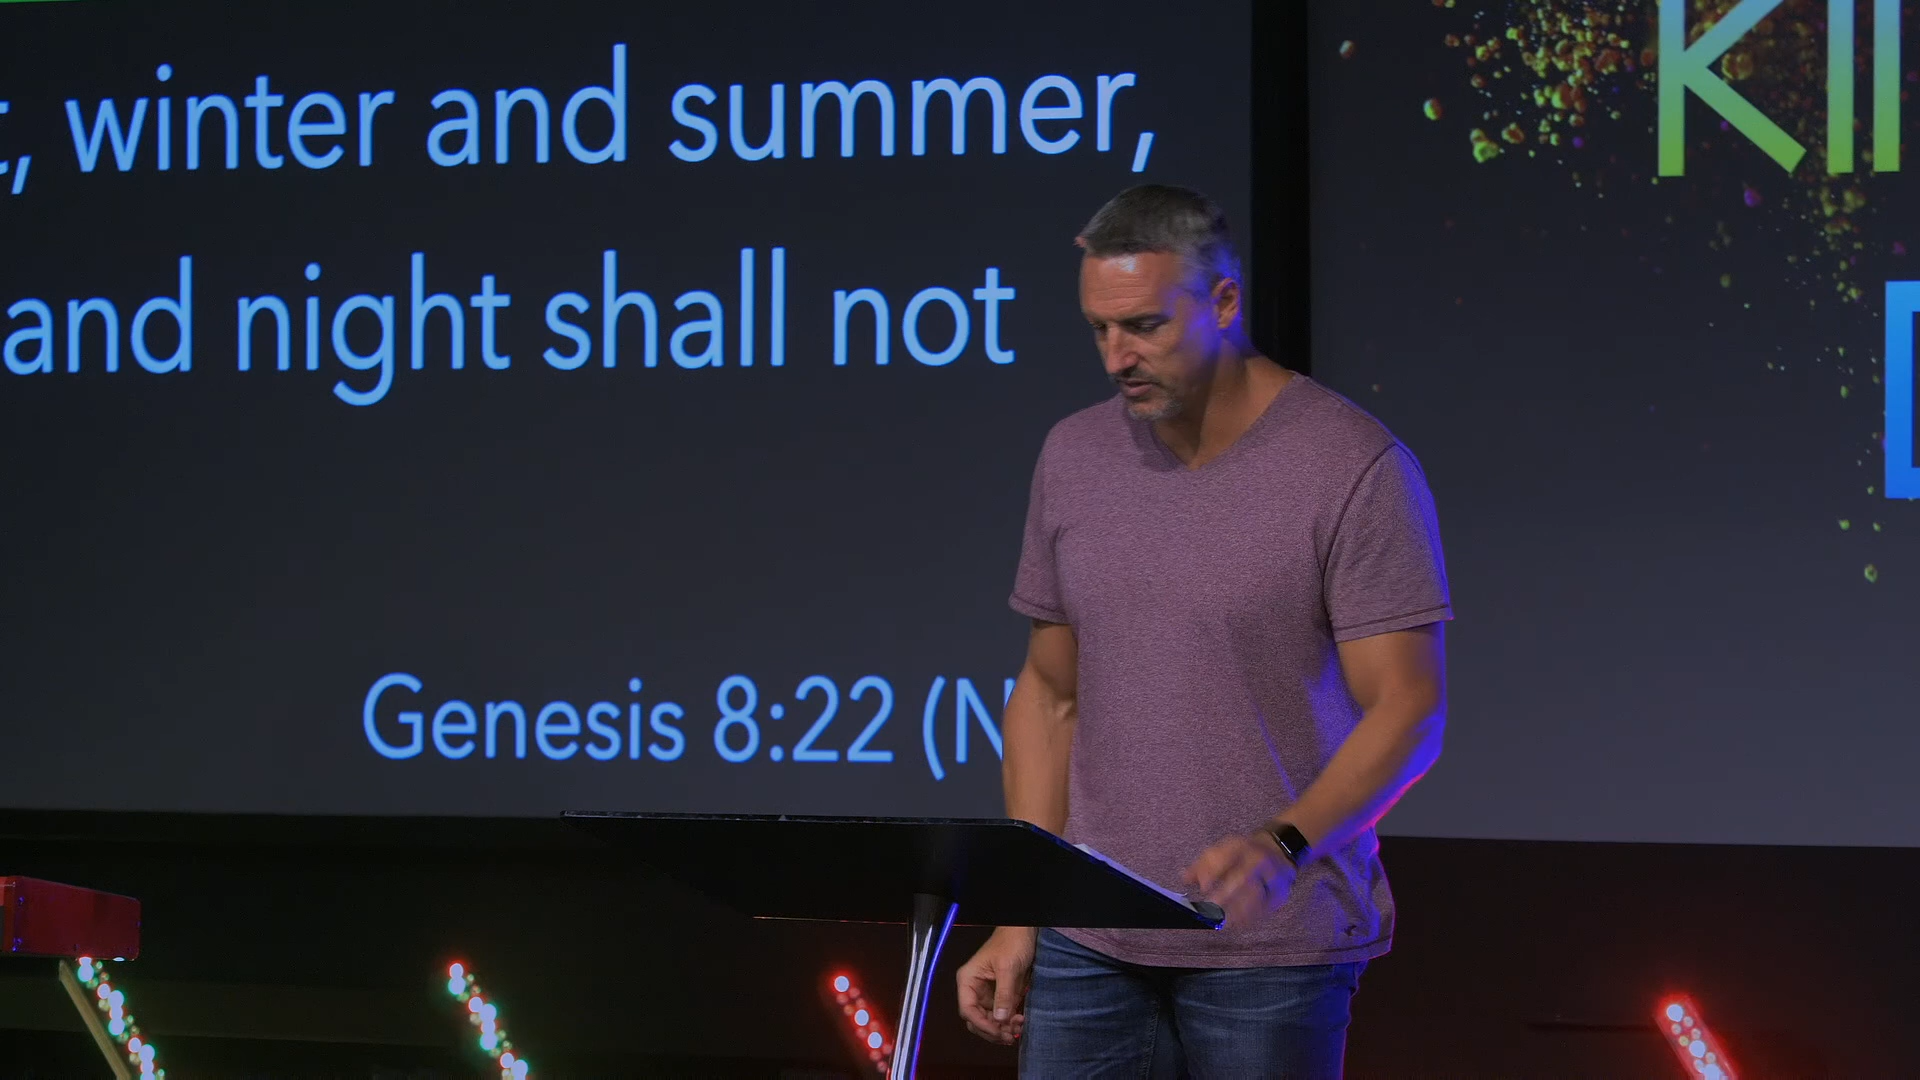 , winter and summer,
and night shall not
Genesis 8:22 (N